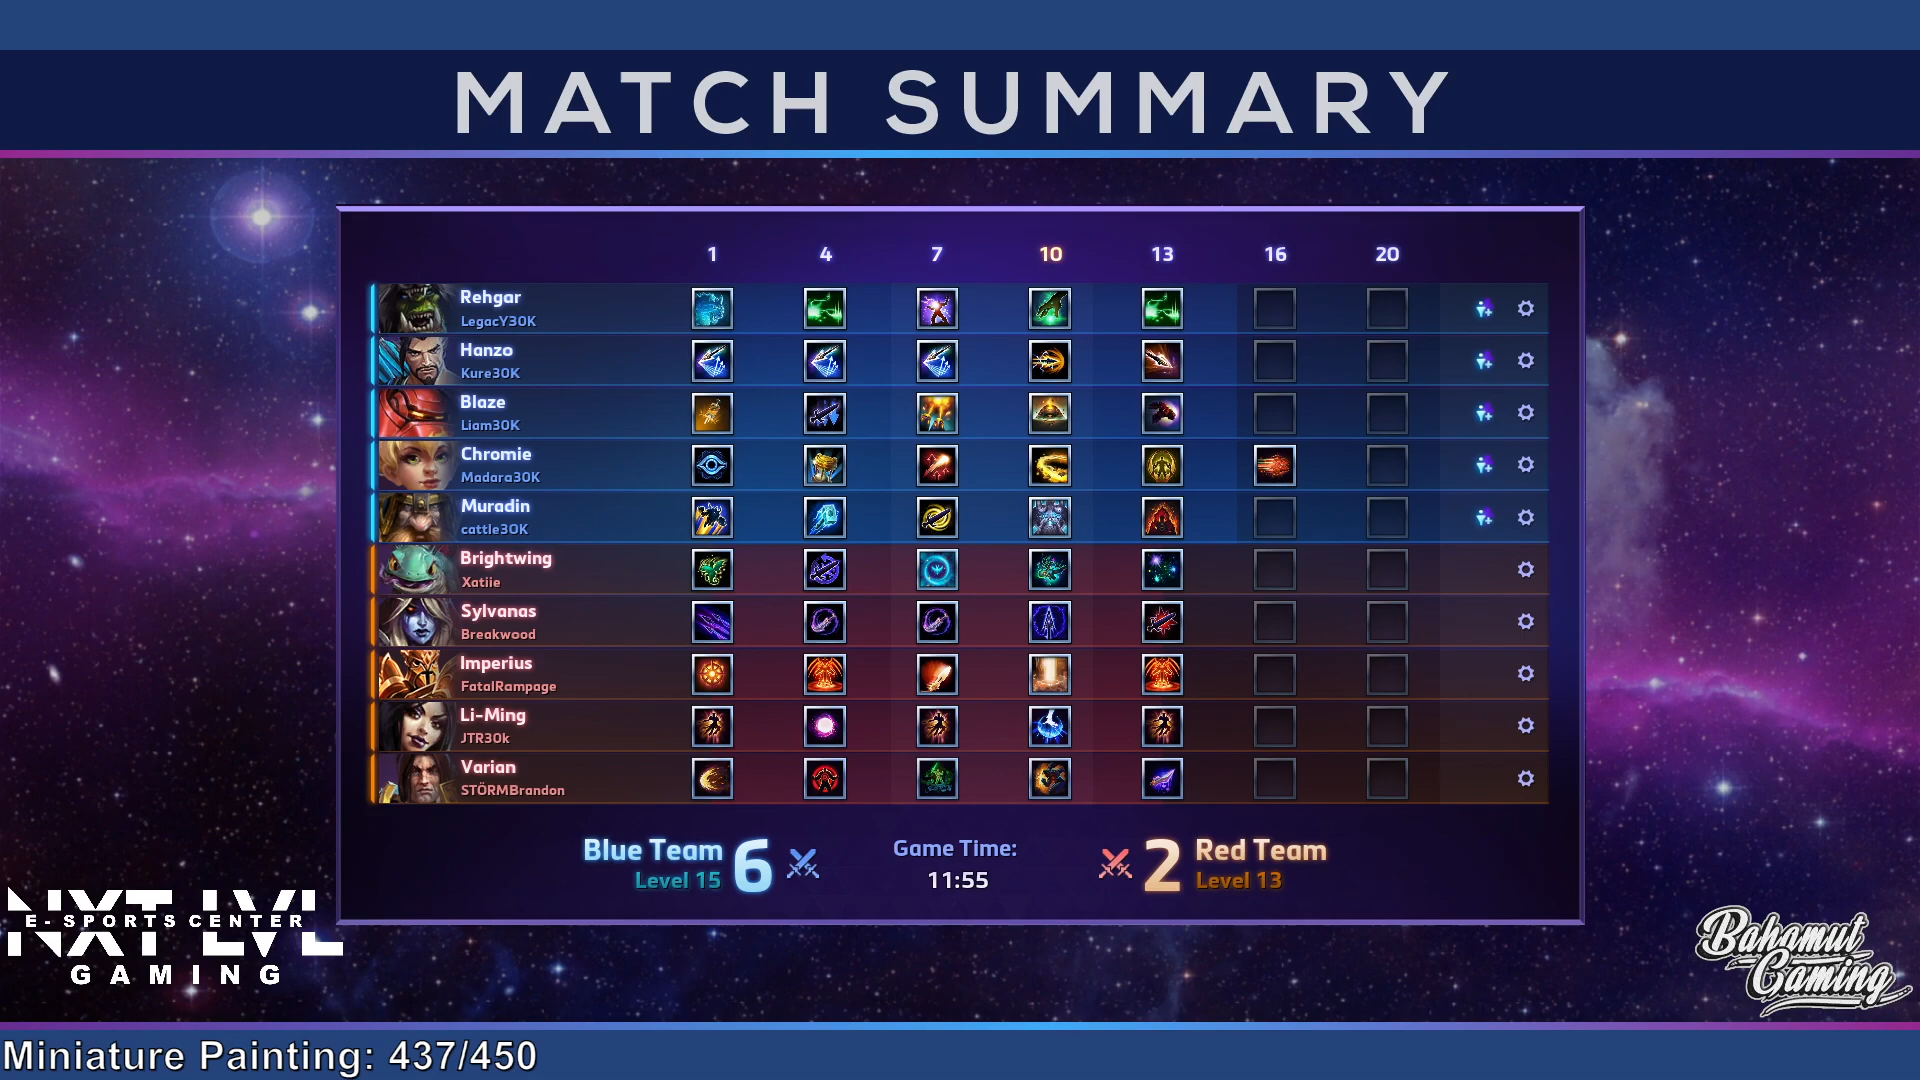 MATCH SUMMARY
1 4 7 10 13 16 20
Rehgar
LegacY30K
Hanzo
Kure30K
Blaze
Liam30K
Chromie
Madara30K
Muradin
cattle30K
Brightwing
Xatiie
Sylvanas
Breakwood
Imperius
FatalRampage
Li-Ming
JTR30k
Varian
STÖRMBrandon
Blue Team 6 Game Time: 2 Red Team
Level 15 11:55 Level 13
NXT LVL
E-SPORTS CENTER
GAMING
Bahamut
Gaming
Miniature Painting: 437/450